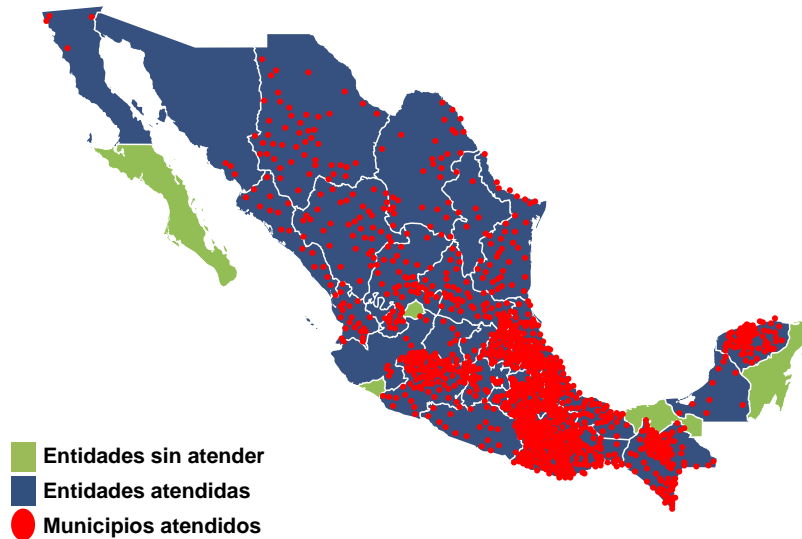 Entidades sin atender
Entidades atendidas
Municipios atendidos